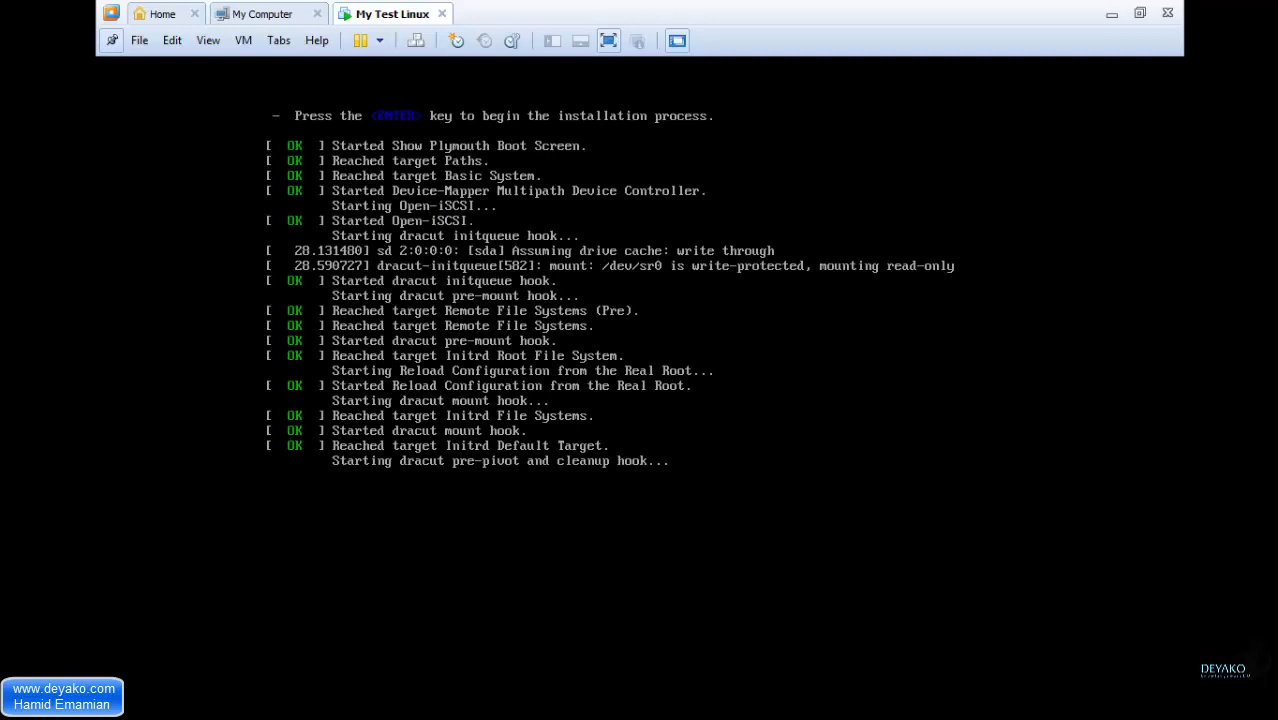 Home
My Computer
My Test Linux
File Edit View VM Tabs Help
- Press the <ENTER> key to begin the installation process.
[ OK ] Started Show Plymouth Boot Screen.
[ OK ] Reached target Paths.
[ OK ] Reached target Basic System.
[ OK ] Started Device-Mapper Multipath Device Controller.
Starting Open-iSCSI...
[ OK ] Started Open-iSCSI.
Starting dracut initqueue hook...
[ 28.131480] sd 2:0:0:0: [sda] Assuming drive cache: write through
[ 28.590727] dracut-initqueue[582]: mount: /dev/sr0 is write-protected, mounting read-only
[ OK ] Started dracut initqueue hook.
Starting dracut pre-mount hook...
[ OK ] Reached target Remote File Systems (Pre).
[ OK ] Reached target Remote File Systems.
[ OK ] Started dracut pre-mount hook.
[ OK ] Reached target Initrd Root File System.
Starting Reload Configuration from the Real Root...
[ OK ] Started Reload Configuration from the Real Root.
Starting dracut mount hook...
[ OK ] Reached target Initrd File Systems.
[ OK ] Started dracut mount hook.
[ OK ] Reached target Initrd Default Target.
Starting dracut pre-pivot and cleanup hook...
DEYAKO
www.deyako.com
Hamid Emamian